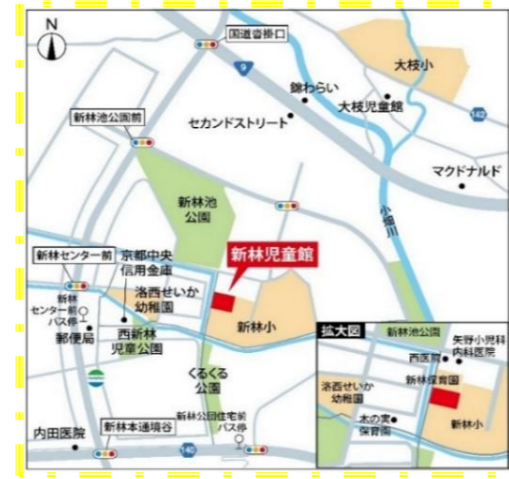 N
国道沓掛口
9
大枝小
錦わらい
大枝児童館
142
セカンドストリート
新林池公園前
マクドナルド
新林池
公園
小畑川
新林センター前
京都中央
信用金庫
新林児童館
洛西せいか
幼稚園
新林
センター前
バス停
郵便局
西新林
児童公園
新林小
くるくる
公園
新林公団住宅前
バス停
内田医院
新林本通境谷
140
拡大図
新林池公園
西医院
矢野小児科
内科医院
新林保育園
洛西せいか
幼稚園
木の実
保育園
新林小